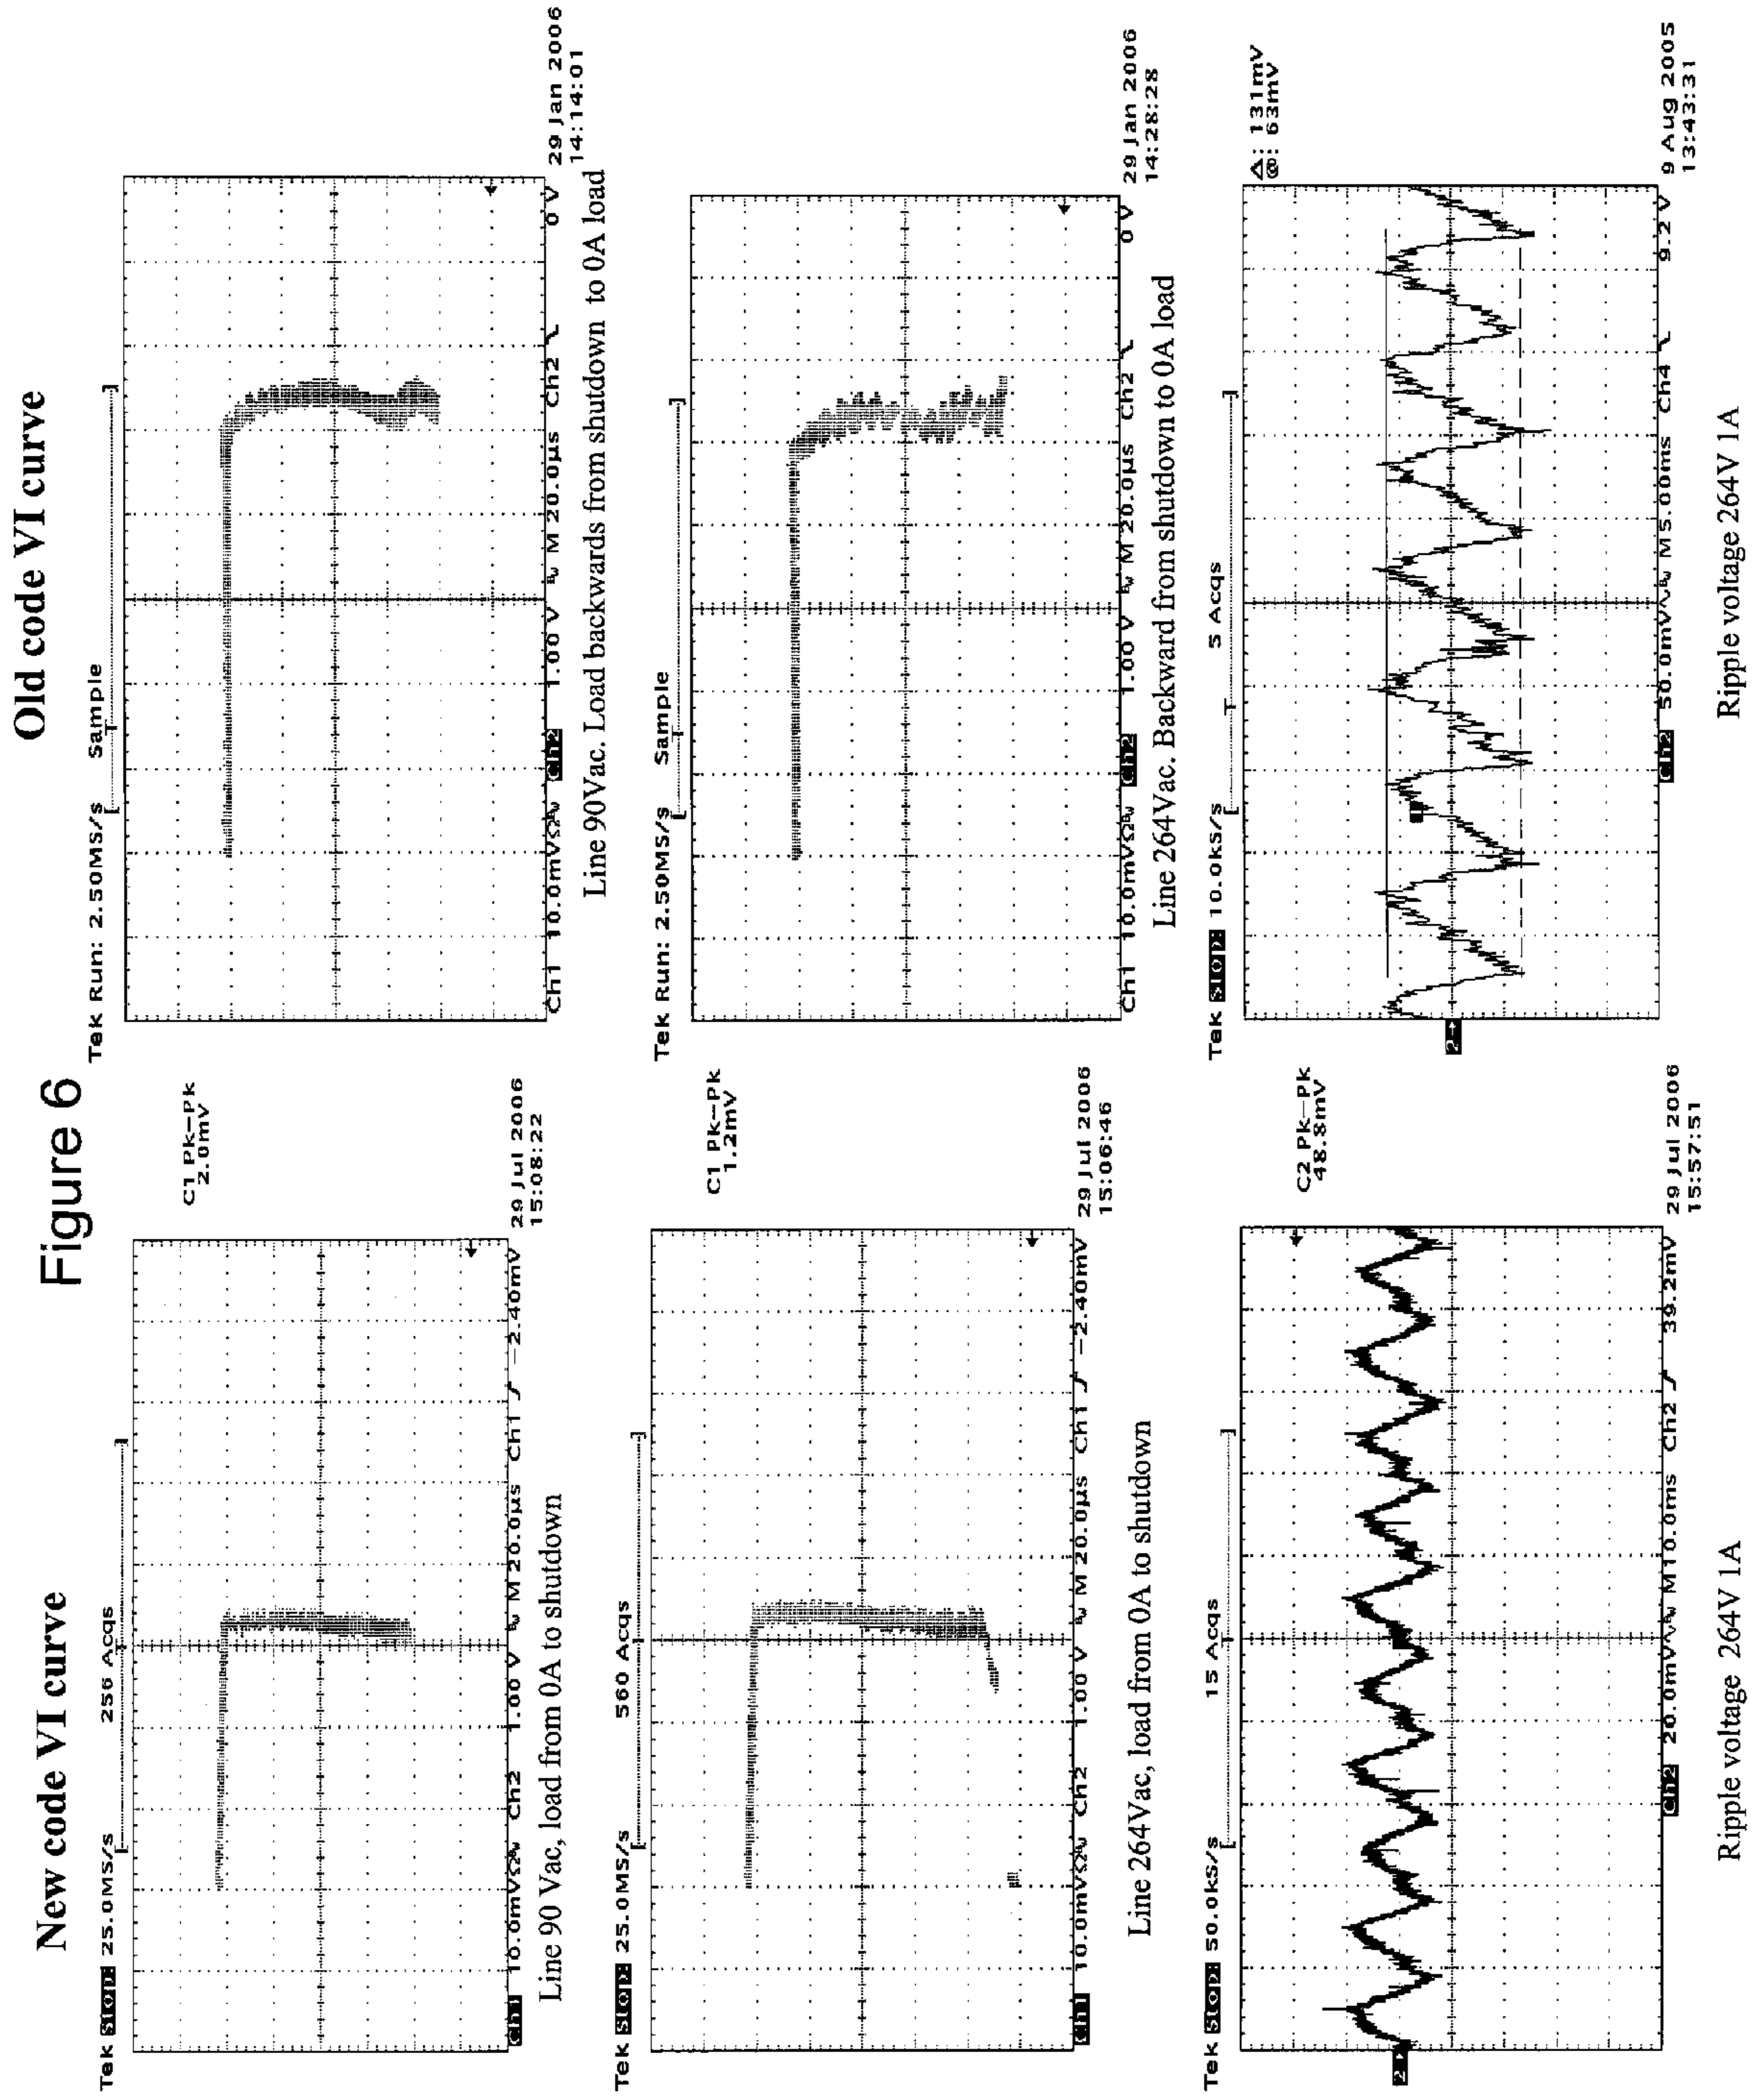 Figure 6
New code VI curve
Tek Stop: 25.0MS/s 256 Acqs
C1 Pk-Pk
2.0mV
Ch1 10.0mVΩ Ch2 1.00 V M 20.0µs Ch1 -2.40mV
29 Jul 2006
15:08:22
Line 90 Vac, load from 0A to shutdown
Tek Stop: 25.0MS/s 560 Acqs
C1 Pk-Pk
1.2mV
Ch1 10.0mVΩ Ch2 1.00 V M 20.0µs Ch1 -2.40mV
29 Jul 2006
15:06:46
Line 264Vac, load from 0A to shutdown
Tek Stop: 50.0kS/s 15 Acqs
C2 Pk-Pk
48.8mV
2
Ch2 20.0mV M 10.0ms Ch2 39.2mV
29 Jul 2006
15:57:51
Ripple voltage 264V 1A
Old code VI curve
Tek Run: 2.50MS/s Sample
Ch1 10.0mVΩ Ch2 1.00 V M 20.0µs Ch2 0 V
29 Jan 2006
14:14:01
Line 90Vac. Load backwards from shutdown to 0A load
Tek Run: 2.50MS/s Sample
Ch1 10.0mVΩ Ch2 1.00 V M 20.0µs Ch2 0 V
29 Jan 2006
14:28:28
Line 264Vac. Backward from shutdown to 0A load
Tek Stop: 10.0kS/s 5 Acqs
Δ: 131mV
@: 63mV
2
Ch2 50.0mV M 5.00ms Ch4 9.2 V
9 Aug 2005
13:43:31
Ripple voltage 264V 1A